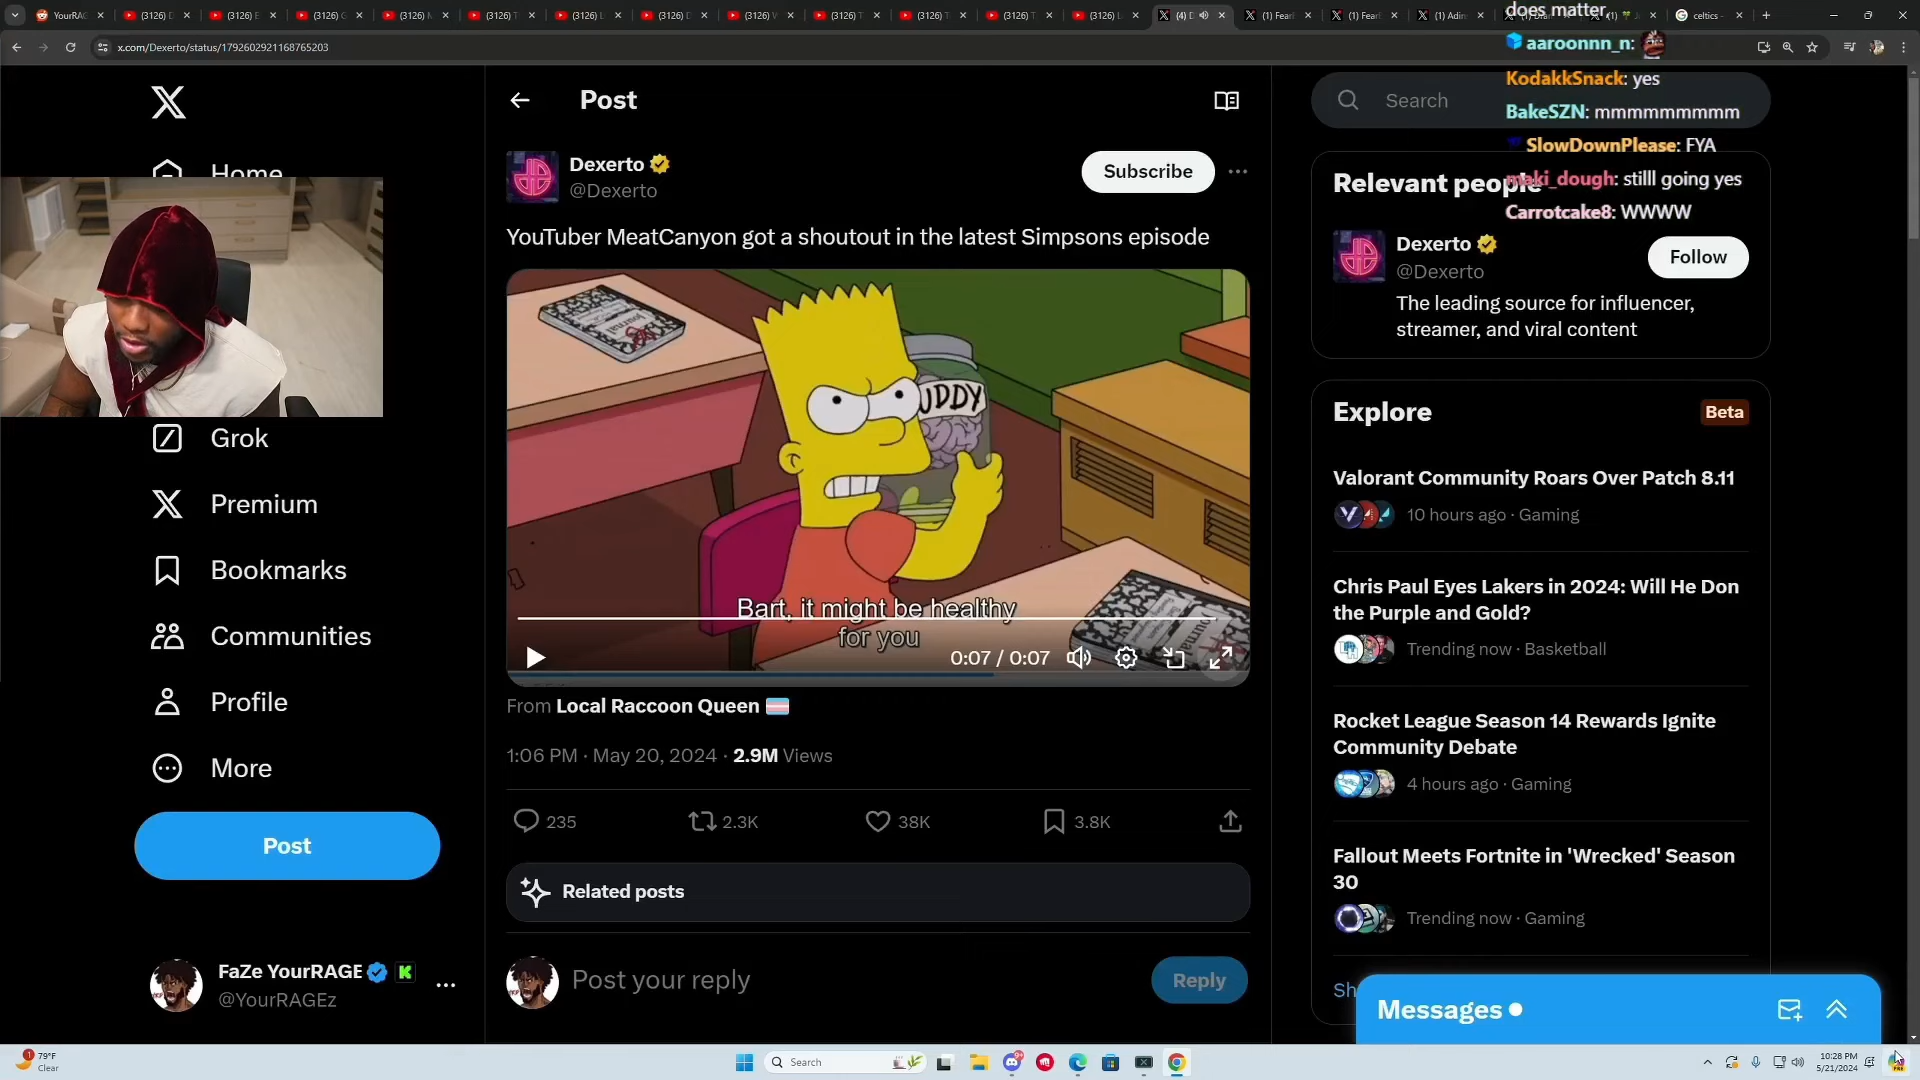 YourRAG
(3126) D
(3126) E
(3126) G
(3126) M
(3126) T
(3126) L
(3126) D
(3126) V
(3126) T
(3126) T
(3126) T
(3126) L
(4) D
(1) Fearl
(1) Fearl
(1) Adin
celtics -
does matter,
x.com/Dexerto/status/1792602921168765203
aaroonnn_n:
KodakkSnack: yes
BakeSZN: mmmmmmmmm
SlowDownPlease: FYA
maki_dough: stilll going yes
Carrotcake8: WWWW
Home
Grok
Premium
Bookmarks
Communities
Profile
More
Post
FaZe YourRAGE
@YourRAGEz
Post
Dexerto
@Dexerto
Subscribe
YouTuber MeatCanyon got a shoutout in the latest Simpsons episode
Journal
UDDY
Bart, it might be healthy
for you
0:07 / 0:07
From Local Raccoon Queen
1:06 PM · May 20, 2024 · 2.9M Views
235
2.3K
38K
3.8K
Related posts
Post your reply
Reply
Search
Relevant people
Dexerto
@Dexerto
Follow
The leading source for influencer,
streamer, and viral content
Explore
Beta
Valorant Community Roars Over Patch 8.11
10 hours ago · Gaming
Chris Paul Eyes Lakers in 2024: Will He Don
the Purple and Gold?
Trending now · Basketball
Rocket League Season 14 Rewards Ignite
Community Debate
4 hours ago · Gaming
Fallout Meets Fortnite in 'Wrecked' Season
30
Trending now · Gaming
Sh
Messages
79°F
Clear
Search
10:28 PM
5/21/2024